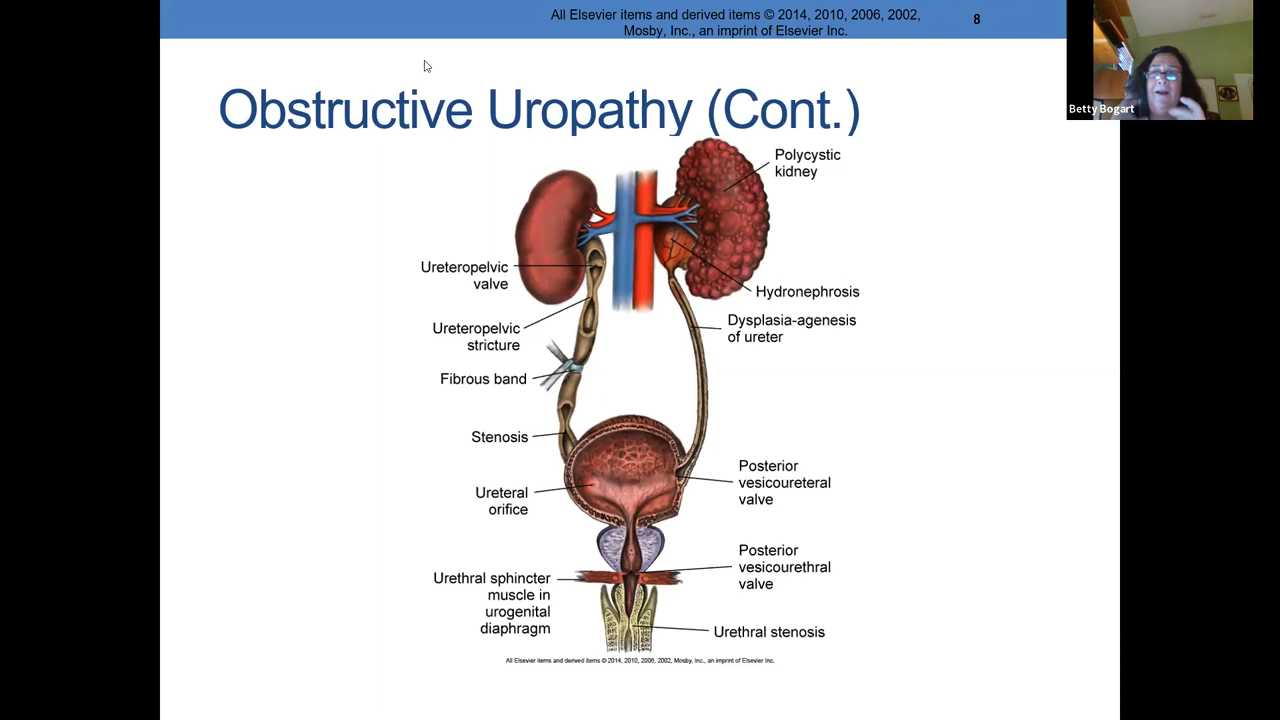 All Elsevier items and derived items © 2014, 2010, 2006, 2002,
Mosby, Inc., an imprint of Elsevier Inc.
8
Betty Bogart
Obstructive Uropathy (Cont.)
Polycystic
kidney
Ureteropelvic
valve
Hydronephrosis
Dysplasia-agenesis
of ureter
Ureteropelvic
stricture
Fibrous band
Stenosis
Posterior
vesicoureteral
valve
Ureteral
orifice
Posterior
vesicourethral
valve
Urethral sphincter
muscle in
urogenital
diaphragm
Urethral stenosis
All Elsevier items and derived items © 2014, 2010, 2006, 2002, Mosby, Inc., an imprint of Elsevier Inc.